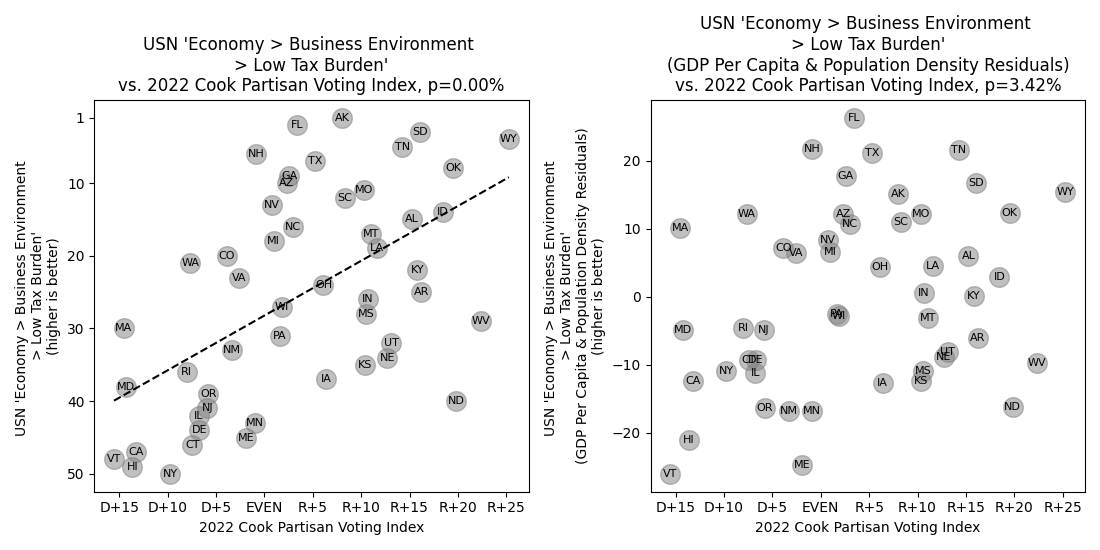 USN 'Economy > Business Environment
> Low Tax Burden'
vs. 2022 Cook Partisan Voting Index, p=0.00%
USN 'Economy > Business Environment
> Low Tax Burden'
(higher is better)
1
10
20
30
40
50
AK
FL
SD
WY
TN
NH
TX
OK
GA
AZ
MO
SC
NV
ID
AL
NC
MT
MI
LA
CO
WA
KY
VA
OH
AR
IN
WI
MS
WV
MA
PA
UT
NM
NE
KS
RI
IA
MD
OR
ND
NJ
IL
MN
DE
ME
CT
CA
VT
HI
NY
D+15
D+10
D+5
EVEN
R+5
R+10
R+15
R+20
R+25
2022 Cook Partisan Voting Index
USN 'Economy > Business Environment
> Low Tax Burden'
(GDP Per Capita & Population Density Residuals)
vs. 2022 Cook Partisan Voting Index, p=3.42%
USN 'Economy > Business Environment
> Low Tax Burden'
(GDP Per Capita & Population Density Residuals)
(higher is better)
20
10
0
−10
−20
FL
NH
TN
TX
GA
SD
WY
AK
WA
AZ
MO
OK
NC
SC
MA
NV
CO
VA
MI
AL
OH
LA
ID
IN
KY
PA
WI
MT
RI
NJ
MD
AR
UT
NE
CT
DE
WV
NY
IL
MS
CA
KS
IA
OR
NM
MN
ND
HI
ME
VT
D+15
D+10
D+5
EVEN
R+5
R+10
R+15
R+20
R+25
2022 Cook Partisan Voting Index